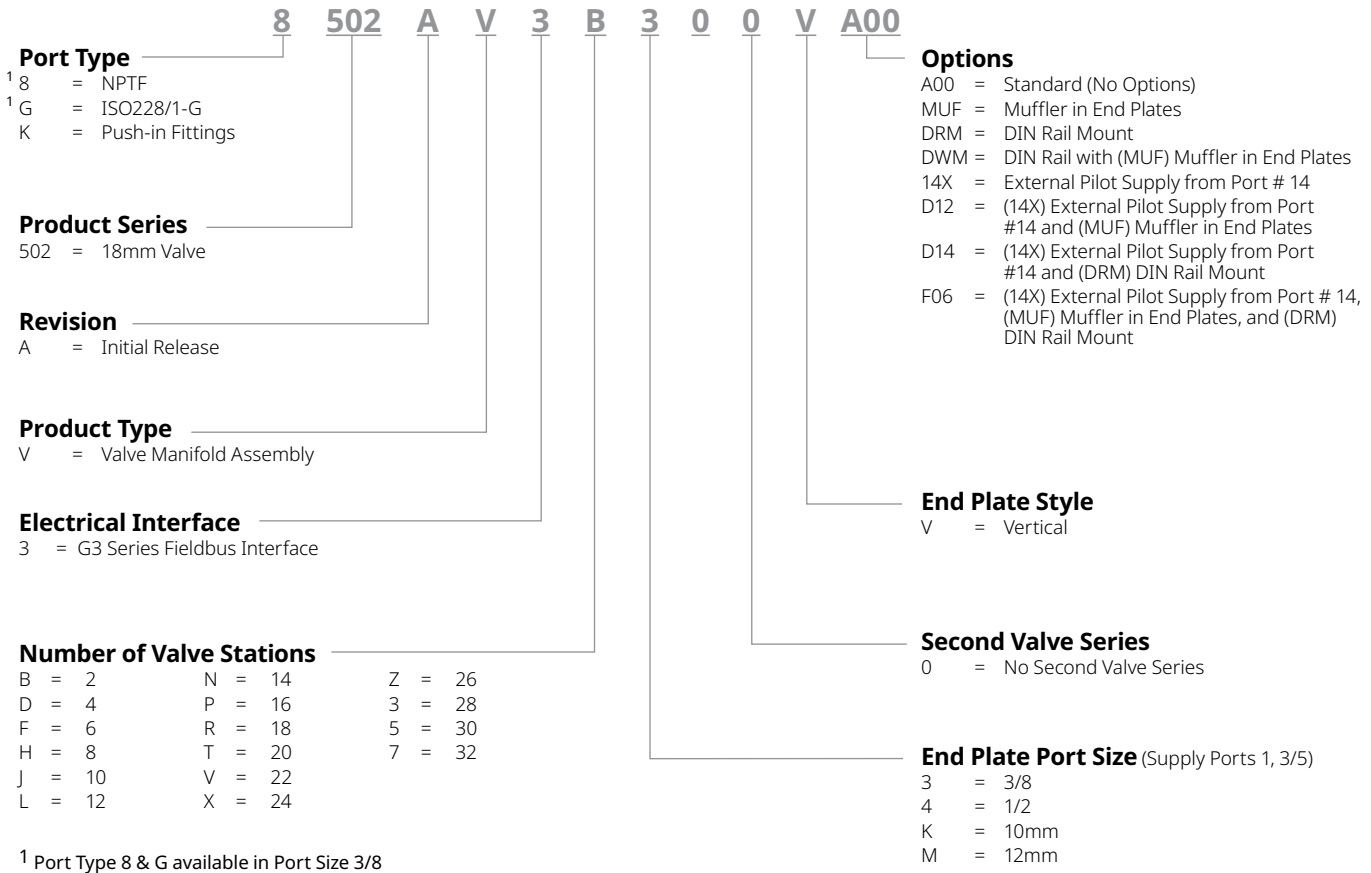 8 502 A V 3 B 3 0 0 V A00
Port Type
1 8 = NPTF
1 G = ISO228/1-G
K = Push-in Fittings
Product Series
502 = 18mm Valve
Revision
A = Initial Release
Product Type
V = Valve Manifold Assembly
Electrical Interface
3 = G3 Series Fieldbus Interface
Number of Valve Stations
B = 2 N = 14 Z = 26
D = 4 P = 16 3 = 28
F = 6 R = 18 5 = 30
H = 8 T = 20 7 = 32
J = 10 V = 22
L = 12 X = 24
1 Port Type 8 & G available in Port Size 3/8
Options
A00 = Standard (No Options)
MUF = Muffler in End Plates
DRM = DIN Rail Mount
DWM = DIN Rail with (MUF) Muffler in End Plates
14X = External Pilot Supply from Port # 14
D12 = (14X) External Pilot Supply from Port
#14 and (MUF) Muffler in End Plates
D14 = (14X) External Pilot Supply from Port
#14 and (DRM) DIN Rail Mount
F06 = (14X) External Pilot Supply from Port # 14,
(MUF) Muffler in End Plates, and (DRM)
DIN Rail Mount
End Plate Style
V = Vertical
Second Valve Series
0 = No Second Valve Series
End Plate Port Size (Supply Ports 1, 3/5)
3 = 3/8
4 = 1/2
K = 10mm
M = 12mm